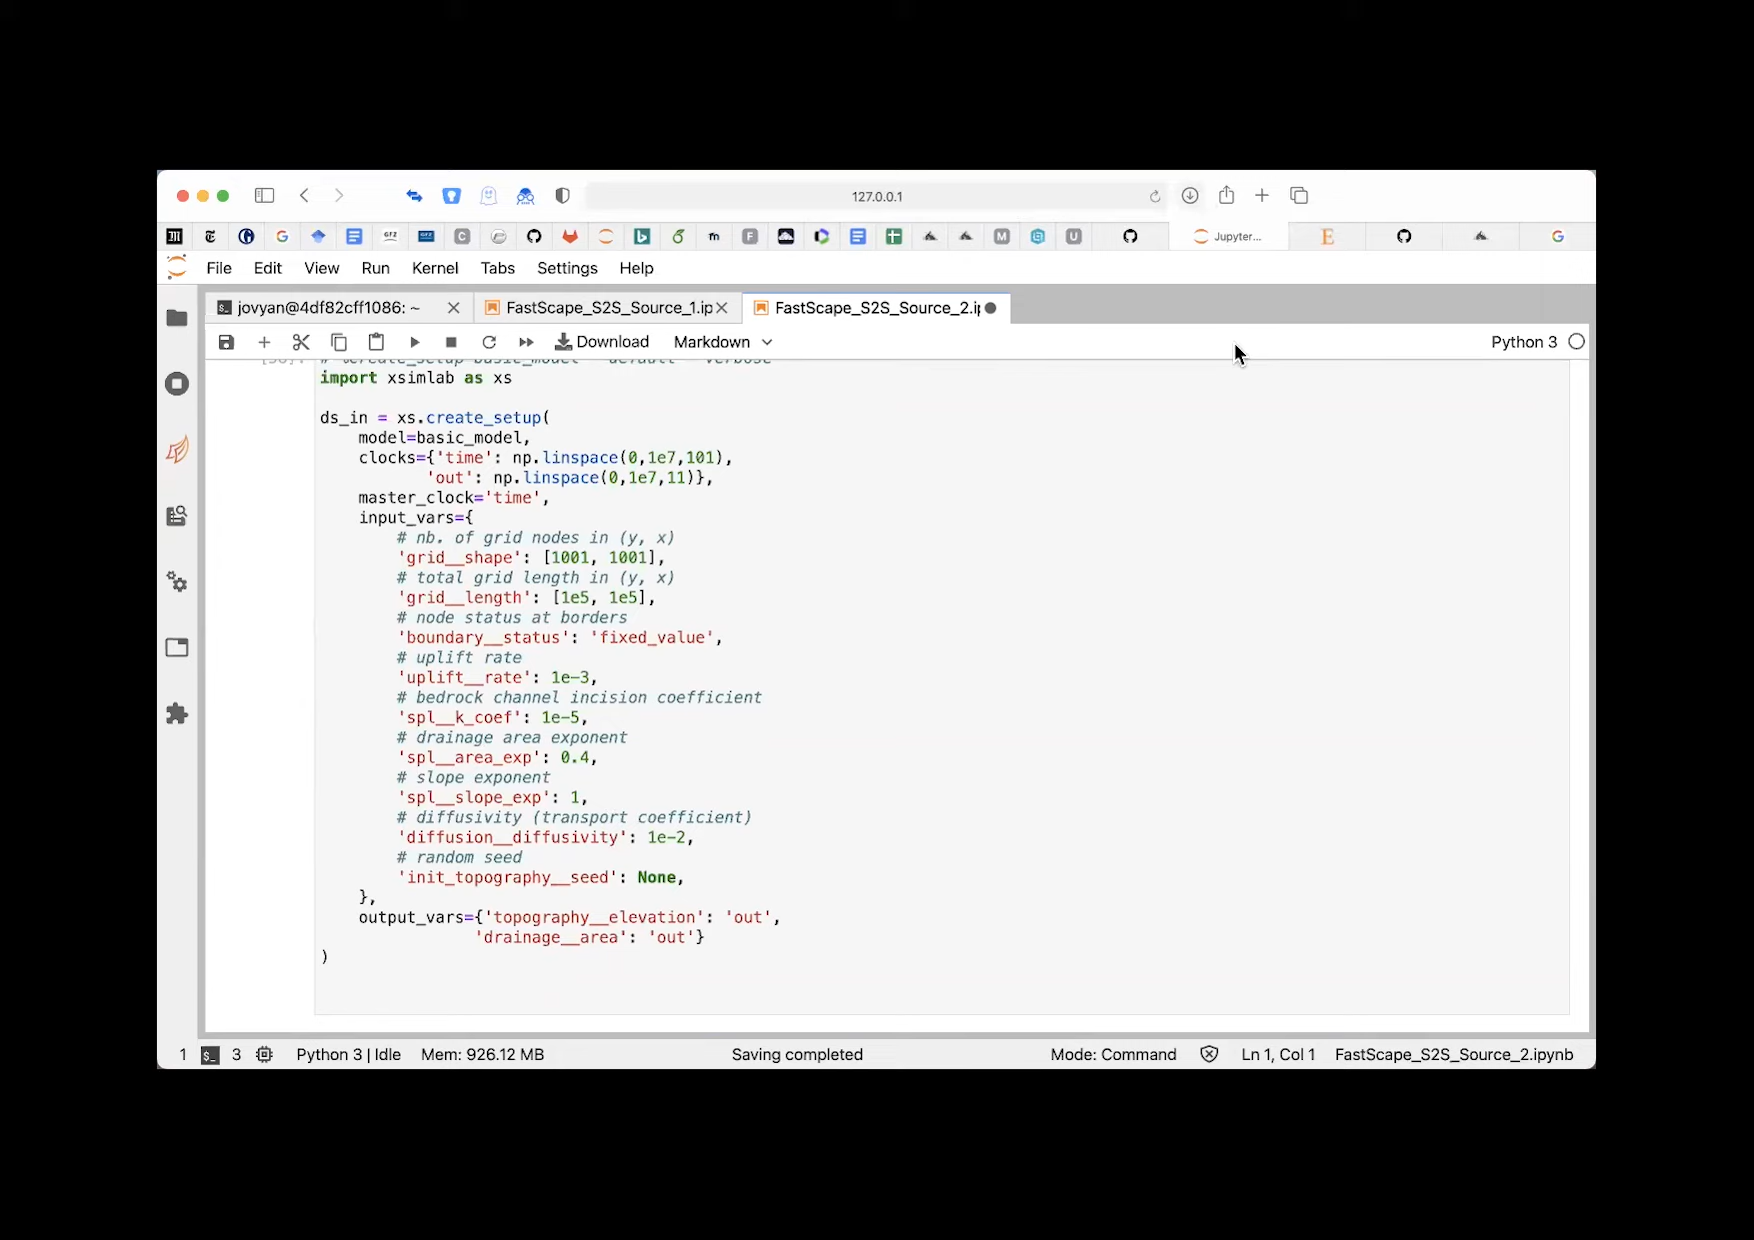 127.0.0.1
Jupyter...
File Edit View Run Kernel Tabs Settings Help
jovyan@4df82cff1086: ~
FastScape_S2S_Source_1.ip
FastScape_S2S_Source_2.ip
Download Markdown Python 3
import xsimlab as xs
ds_in = xs.create_setup(
model=basic_model,
clocks={'time': np.linspace(0,1e7,101),
'out': np.linspace(0,1e7,11)},
master_clock='time',
input_vars={
# nb. of grid nodes in (y, x)
'grid__shape': [1001, 1001],
# total grid length in (y, x)
'grid__length': [1e5, 1e5],
# node status at borders
'boundary__status': 'fixed_value',
# uplift rate
'uplift__rate': 1e-3,
# bedrock channel incision coefficient
'spl__k_coef': 1e-5,
# drainage area exponent
'spl__area_exp': 0.4,
# slope exponent
'spl__slope_exp': 1,
# diffusivity (transport coefficient)
'diffusion__diffusivity': 1e-2,
# random seed
'init_topography__seed': None,
},
output_vars={'topography__elevation': 'out',
'drainage__area': 'out'}
)
1 3 Python 3 | Idle Mem: 926.12 MB Saving completed Mode: Command Ln 1, Col 1 FastScape_S2S_Source_2.ipynb